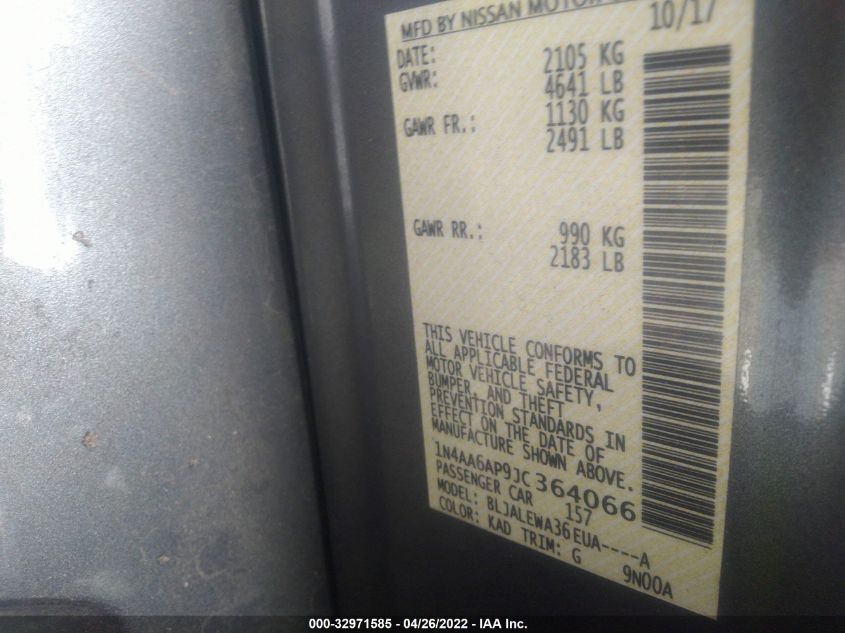 MFD BY NISSAN MOTOR
DATE: 10/17
GVWR: 2105 KG
4641 LB
GAWR FR.: 1130 KG
2491 LB
GAWR RR.: 990 KG
2183 LB
THIS VEHICLE CONFORMS TO
ALL APPLICABLE FEDERAL
MOTOR VEHICLE SAFETY,
BUMPER, AND THEFT
PREVENTION STANDARDS IN
EFFECT ON THE DATE OF
MANUFACTURE SHOWN ABOVE.
1N4AA6AP9JC364066
PASSENGER CAR 157
MODEL: BLJALEWA36EUA----A
COLOR: KAD TRIM: G 9N00A
000-32971585 - 04/26/2022 - IAA Inc.